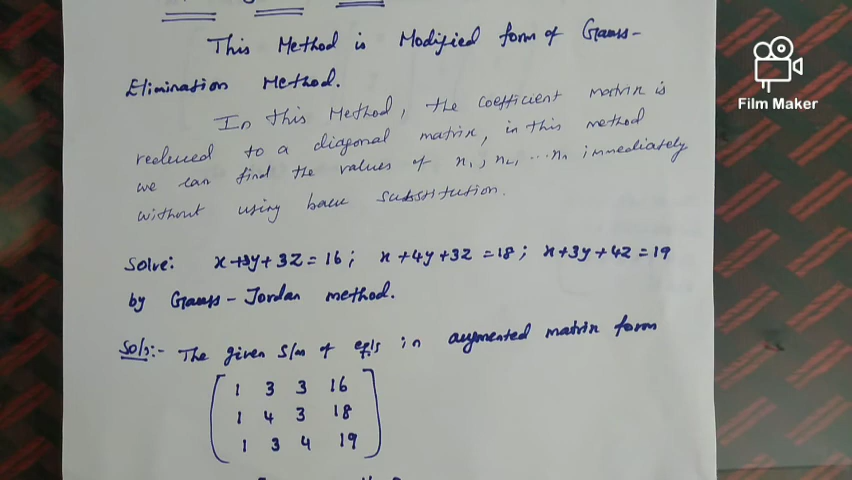 This Method is Modified form of Gauss-
Elimination Method.
In this Method, the coefficient matrix is
reduced to a diagonal matrix, in this method
we can find the values of x₁, x₂, ...xₙ immediately
without using back substitution.
Solve: x+3y+3z=16; x+4y+3z=18; x+3y+4z=19
by Gauss-Jordan method.
Sol:- The given S/m of eq/s in augmented matrix form
1 3 3 16
1 4 3 18
1 3 4 19
Film Maker